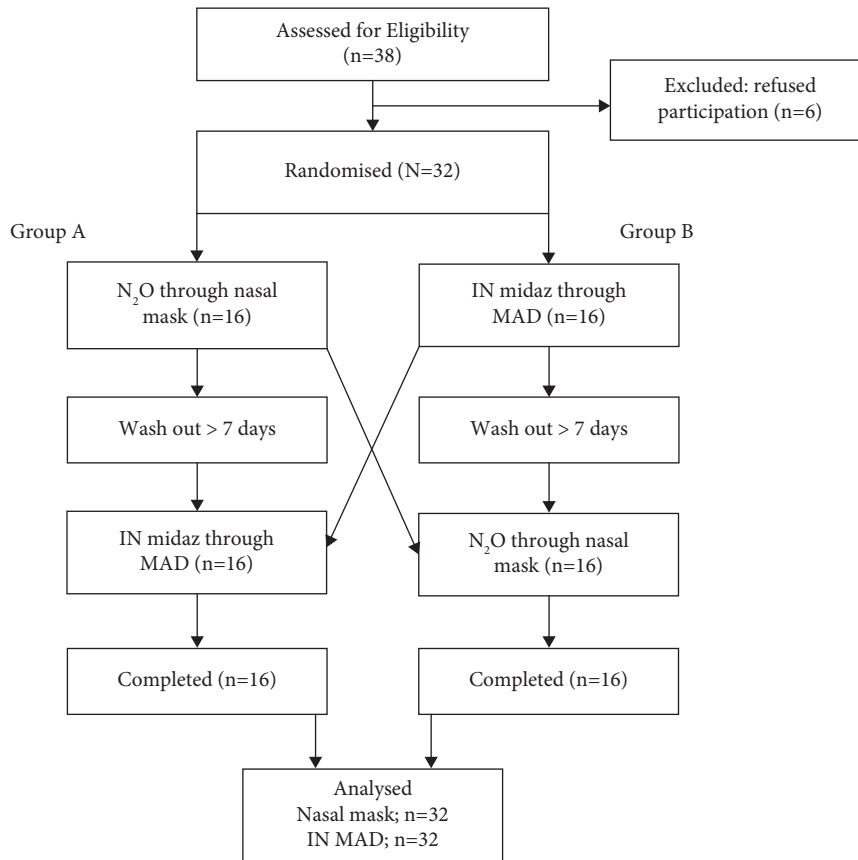 Assessed for Eligibility
(n=38)
Excluded: refused
participation (n=6)
Randomised (N=32)
Group A
Group B
N₂O through nasal
mask (n=16)
IN midaz through
MAD (n=16)
Wash out > 7 days
Wash out > 7 days
IN midaz through
MAD (n=16)
N₂O through nasal
mask (n=16)
Completed (n=16)
Completed (n=16)
Analysed
Nasal mask; n=32
IN MAD; n=32